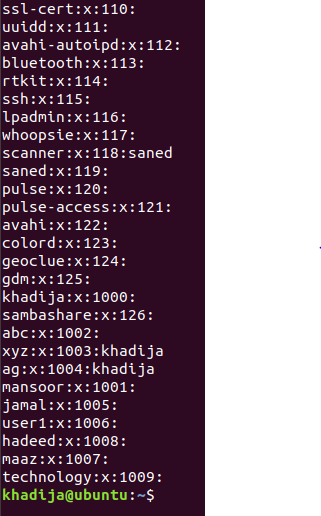 ssl-cert:x:110:
uuidd:x:111:
avahi-autoipd:x:112:
bluetooth:x:113:
rtkit:x:114:
ssh:x:115:
lpadmin:x:116:
whoopsie:x:117:
scanner:x:118:saned
saned:x:119:
pulse:x:120:
pulse-access:x:121:
avahi:x:122:
colord:x:123:
geoclue:x:124:
gdm:x:125:
khadija:x:1000:
sambashare:x:126:
abc:x:1002:
xyz:x:1003:khadija
ag:x:1004:khadija
mansoor:x:1001:
jamal:x:1005:
user1:x:1006:
hadeed:x:1008:
maaz:x:1007:
technology:x:1009:
khadija@ubuntu:~$